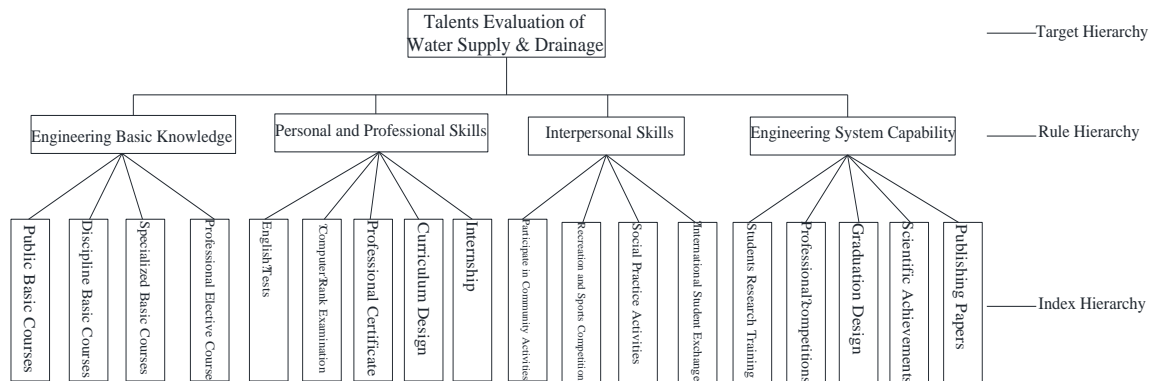 Talents Evaluation of
Water Supply & Drainage
Target Hierarchy
Engineering Basic Knowledge
Personal and Professional Skills
Interpersonal Skills
Engineering System Capability
Rule Hierarchy
Public Basic Courses
Discipline Basic Courses
Specialized Basic Courses
Professional Elective Course
English Tests
Computer Rank Examination
Professional Certificate
Curriculum Design
Internship
Participate in Community Activities
Recreation and Sports Competition
Social Practice Activities
International Student Exchange
Students Research Training
Professional competitions
Graduation Design
Scientific Achievements
Publishing Papers
Index Hierarchy